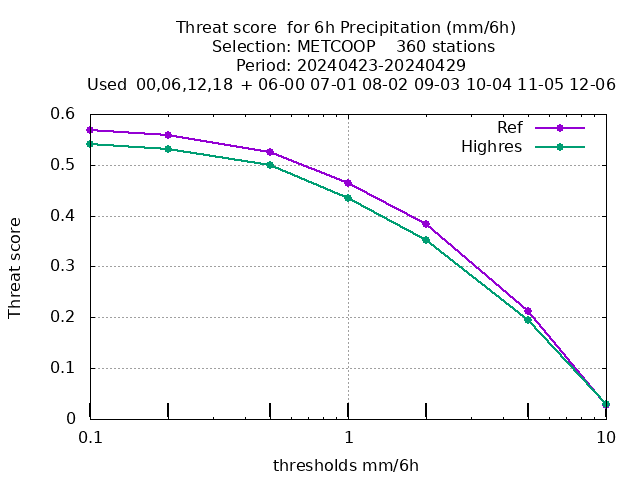 Threat score  for 6h Precipitation (mm/6h)
Selection: METCOOP    360 stations
Period: 20240423-20240429
Used  00,06,12,18  + 06-00 07-01 08-02 09-03 10-04 11-05 12-06
Ref
Highres
0.6
0.5
0.4
0.3
0.2
0.1
0
Threat score
0.1
1
10
thresholds mm/6h